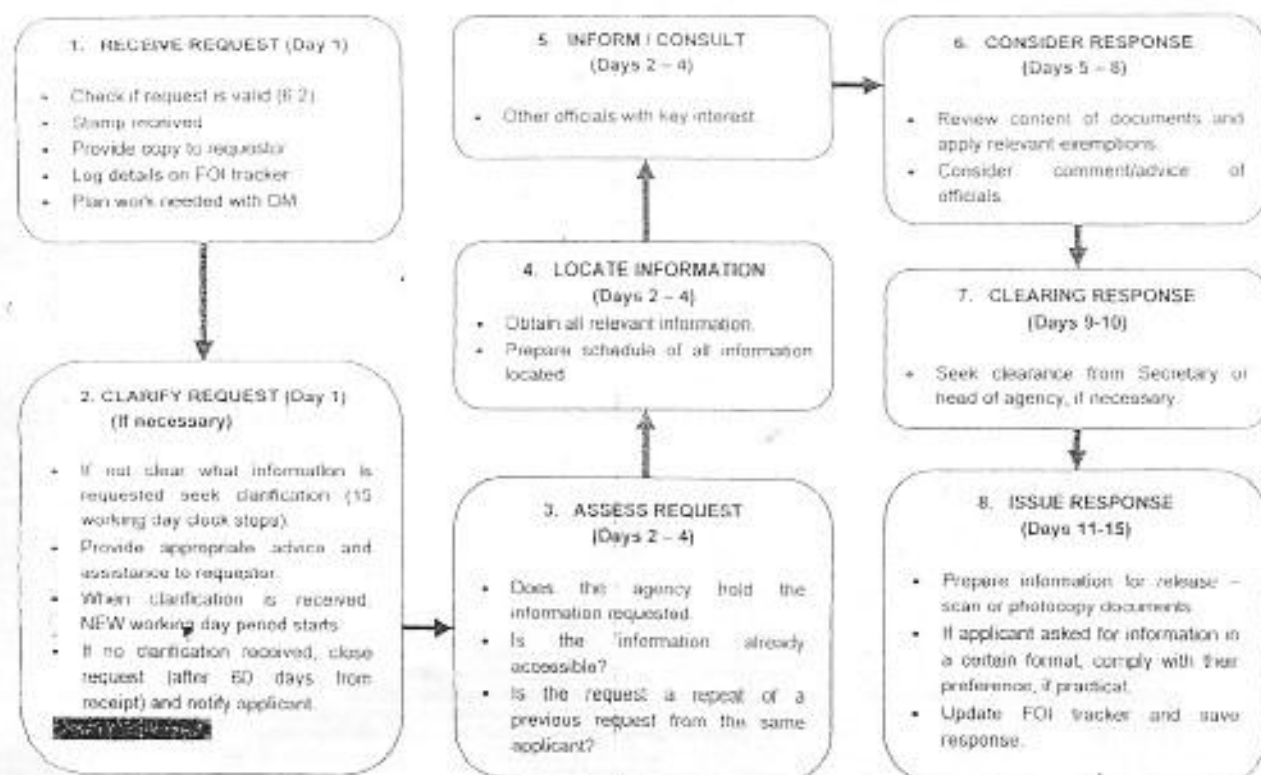 1. RECEIVE REQUEST (Day 1)
• Check if request is valid (6.2)
• Stamp received
• Provide copy to requestor
• Log details on FOI tracker
• Plan work needed with DM
2. CLARIFY REQUEST (Day 1)
(If necessary)
• If not clear what information is
requested seek clarification (15
working day clock stops).
• Provide appropriate advice and
assistance to requestor.
• When clarification is received,
NEW working day period starts
• If no clarification received, close
request (after 60 days from
receipt) and notify applicant.
3. ASSESS REQUEST
(Days 2 – 4)
• Does the agency hold the
information requested.
• Is the information already
accessible?
• Is the request a repeat of a
previous request from the same
applicant?
4. LOCATE INFORMATION
(Days 2 – 4)
• Obtain all relevant information.
• Prepare schedule of all information
located
5. INFORM / CONSULT
(Days 2 – 4)
• Other officials with key interest.
6. CONSIDER RESPONSE
(Days 5 – 8)
• Review content of documents and
apply relevant exemptions.
• Consider comment/advice of
officials.
7. CLEARING RESPONSE
(Days 9-10)
• Seek clearance from Secretary or
head of agency, if necessary.
8. ISSUE RESPONSE
(Days 11-15)
• Prepare information for release –
scan or photocopy documents
• If applicant asked for information in
a certain format, comply with their
preference, if practical.
• Update FOI tracker and save
response.